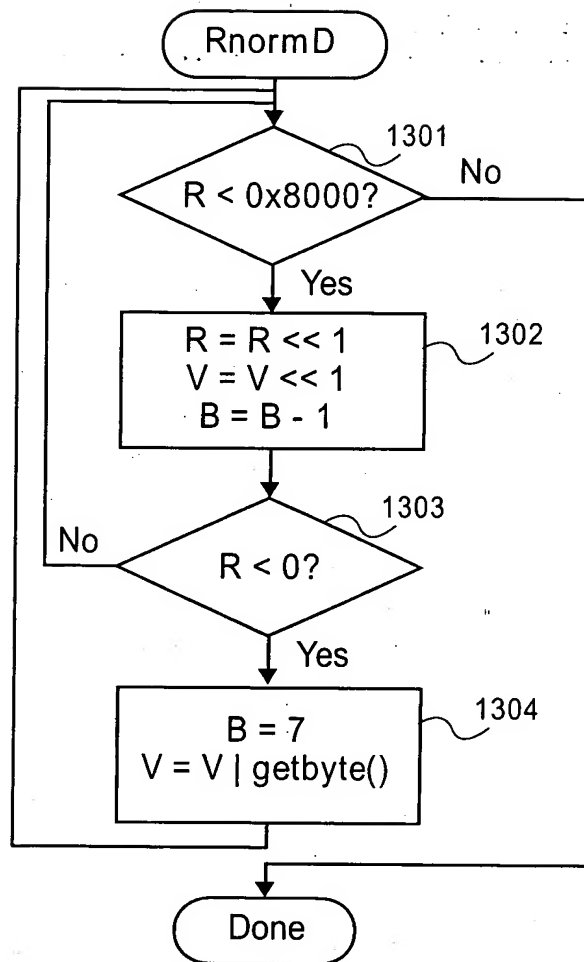 RnormD
1301
R < 0x8000?
No
Yes
R = R << 1
V = V << 1
B = B - 1
1302
1303
No
R < 0?
Yes
1304
B = 7
V = V | getbyte()
Done